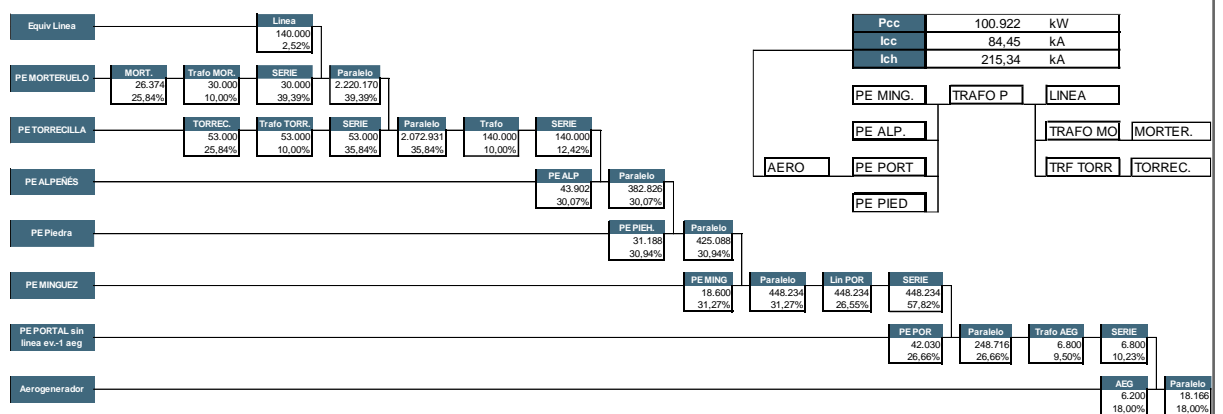 Equiv Linea
Linea
140.000
2,52%
Pcc 100.922 kW
Icc 84,45 kA
Ich 215,34 kA
PE MORTERUELO
MORT. Trafo MOR. SERIE Paralelo
26.374 30.000 30.000 2.220.170
25,84% 10,00% 39,39% 39,39%
PE MING. TRAFO P LINEA
PE TORRECILLA
TORREC. Trafo TORR. SERIE Paralelo Trafo SERIE
53.000 53.000 53.000 2.072.931 140.000 140.000
25,84% 10,00% 35,84% 35,84% 10,00% 12,42%
PE ALP. TRAFO MO MORTER.
AERO PE PORT TRF TORR TORREC.
PE ALPEÑÉS
PE ALP Paralelo
43.902 382.826
30,07% 30,07%
PE PIED
PE Piedra
PE PIEH. Paralelo
31.188 425.088
30,94% 30,94%
PE MINGUEZ
PE MING Paralelo Lin POR SERIE
18.600 448.234 448.234 448.234
31,27% 31,27% 26,55% 57,82%
PE PORTAL sin
linea ev.-1 aeg
PE POR Paralelo Trafo AEG SERIE
42.030 248.716 6.800 6.800
26,66% 26,66% 9,50% 10,23%
Aerogenerador
AEG Paralelo
6.200 18.166
18,00% 18,00%